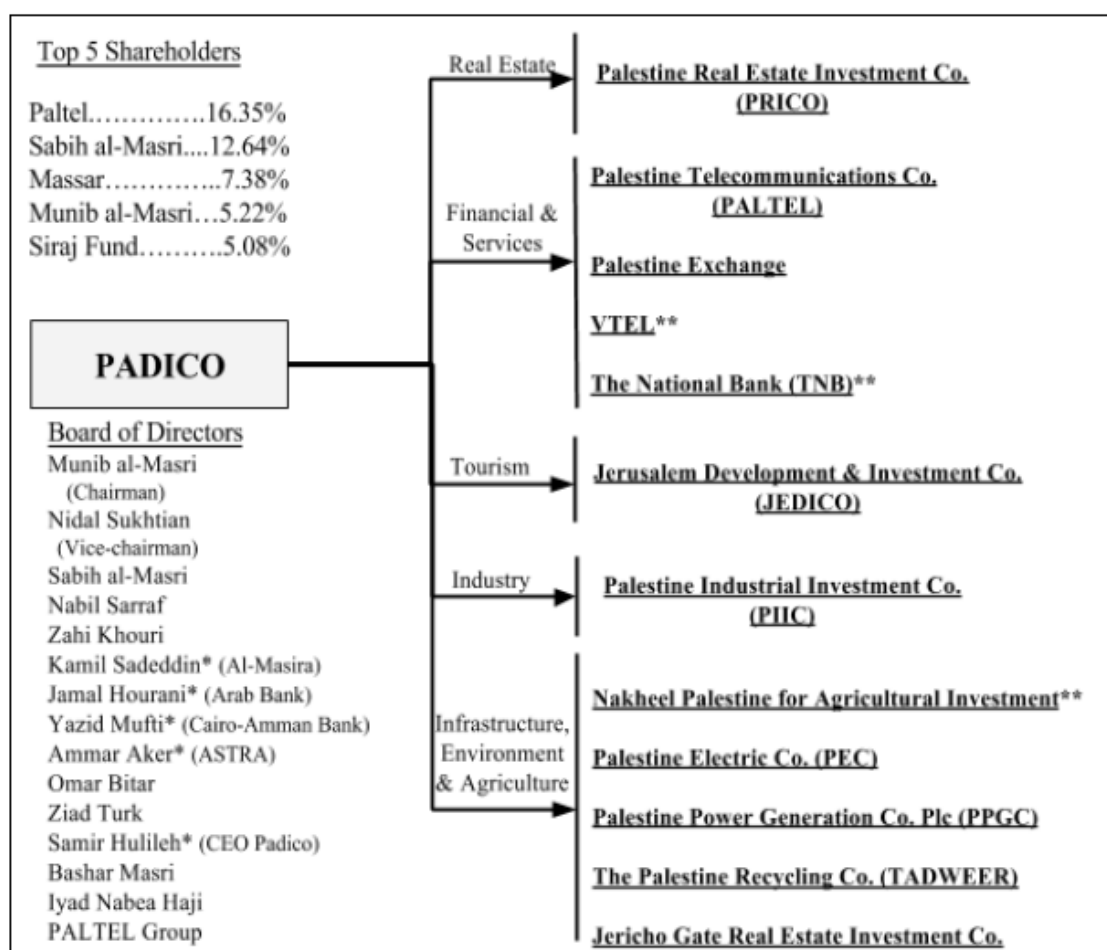 Top 5 Shareholders
Paltel..............16.35%
Sabih al-Masri....12.64%
Massar..............7.38%
Munib al-Masri...5.22%
Siraj Fund..........5.08%
PADICO
Board of Directors
Munib al-Masri
(Chairman)
Nidal Sukhtian
(Vice-chairman)
Sabih al-Masri
Nabil Sarraf
Zahi Khouri
Kamil Sadeddin* (Al-Masira)
Jamal Hourani* (Arab Bank)
Yazid Mufti* (Cairo-Amman Bank)
Ammar Aker* (ASTRA)
Omar Bitar
Ziad Turk
Samir Hulileh* (CEO Padico)
Bashar Masri
Iyad Nabea Haji
PALTEL Group
Real Estate
Palestine Real Estate Investment Co.
(PRICO)
Financial &
Services
Palestine Telecommunications Co.
(PALTEL)
Palestine Exchange
VTEL**
The National Bank (TNB)**
Tourism
Jerusalem Development & Investment Co.
(JEDICO)
Industry
Palestine Industrial Investment Co.
(PIIC)
Infrastructure,
Environment
& Agriculture
Nakheel Palestine for Agricultural Investment**
Palestine Electric Co. (PEC)
Palestine Power Generation Co. Plc (PPGC)
The Palestine Recycling Co. (TADWEER)
Jericho Gate Real Estate Investment Co.